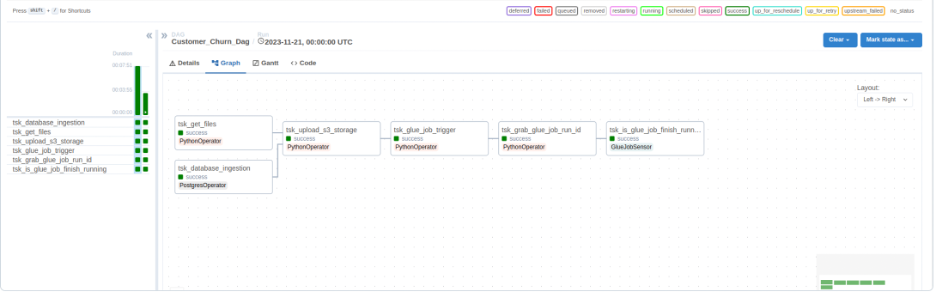 Press shift + / for Shortcuts
deferred failed queued removed restarting running scheduled skipped success up_for_reschedule up_for_retry upstream_failed no_status
DAG
Customer_Churn_Dag
Run
2023-11-21, 00:00:00 UTC
Clear
Mark state as...
Details
Graph
Gantt
Code
Duration
00:07:51
00:03:55
00:00:00
tsk_database_ingestion
tsk_get_files
tsk_upload_s3_storage
tsk_glue_job_trigger
tsk_grab_glue_job_run_id
tsk_is_glue_job_finish_running
Layout:
Left -> Right
tsk_get_files
success
PythonOperator
tsk_database_ingestion
success
PostgresOperator
tsk_upload_s3_storage
success
PythonOperator
tsk_glue_job_trigger
success
PythonOperator
tsk_grab_glue_job_run_id
success
PythonOperator
tsk_is_glue_job_finish_runn...
success
GlueJobSensor